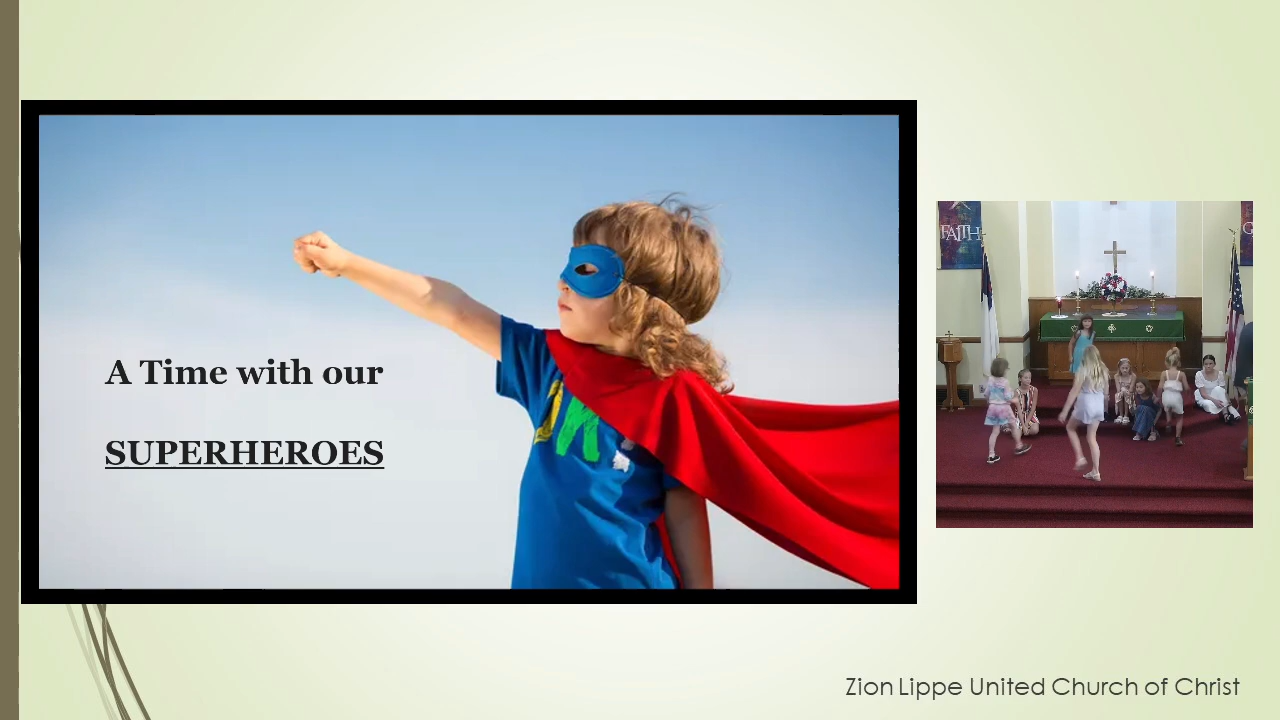 A Time with our
SUPERHEROES
FAITH
G
Zion Lippe United Church of Christ